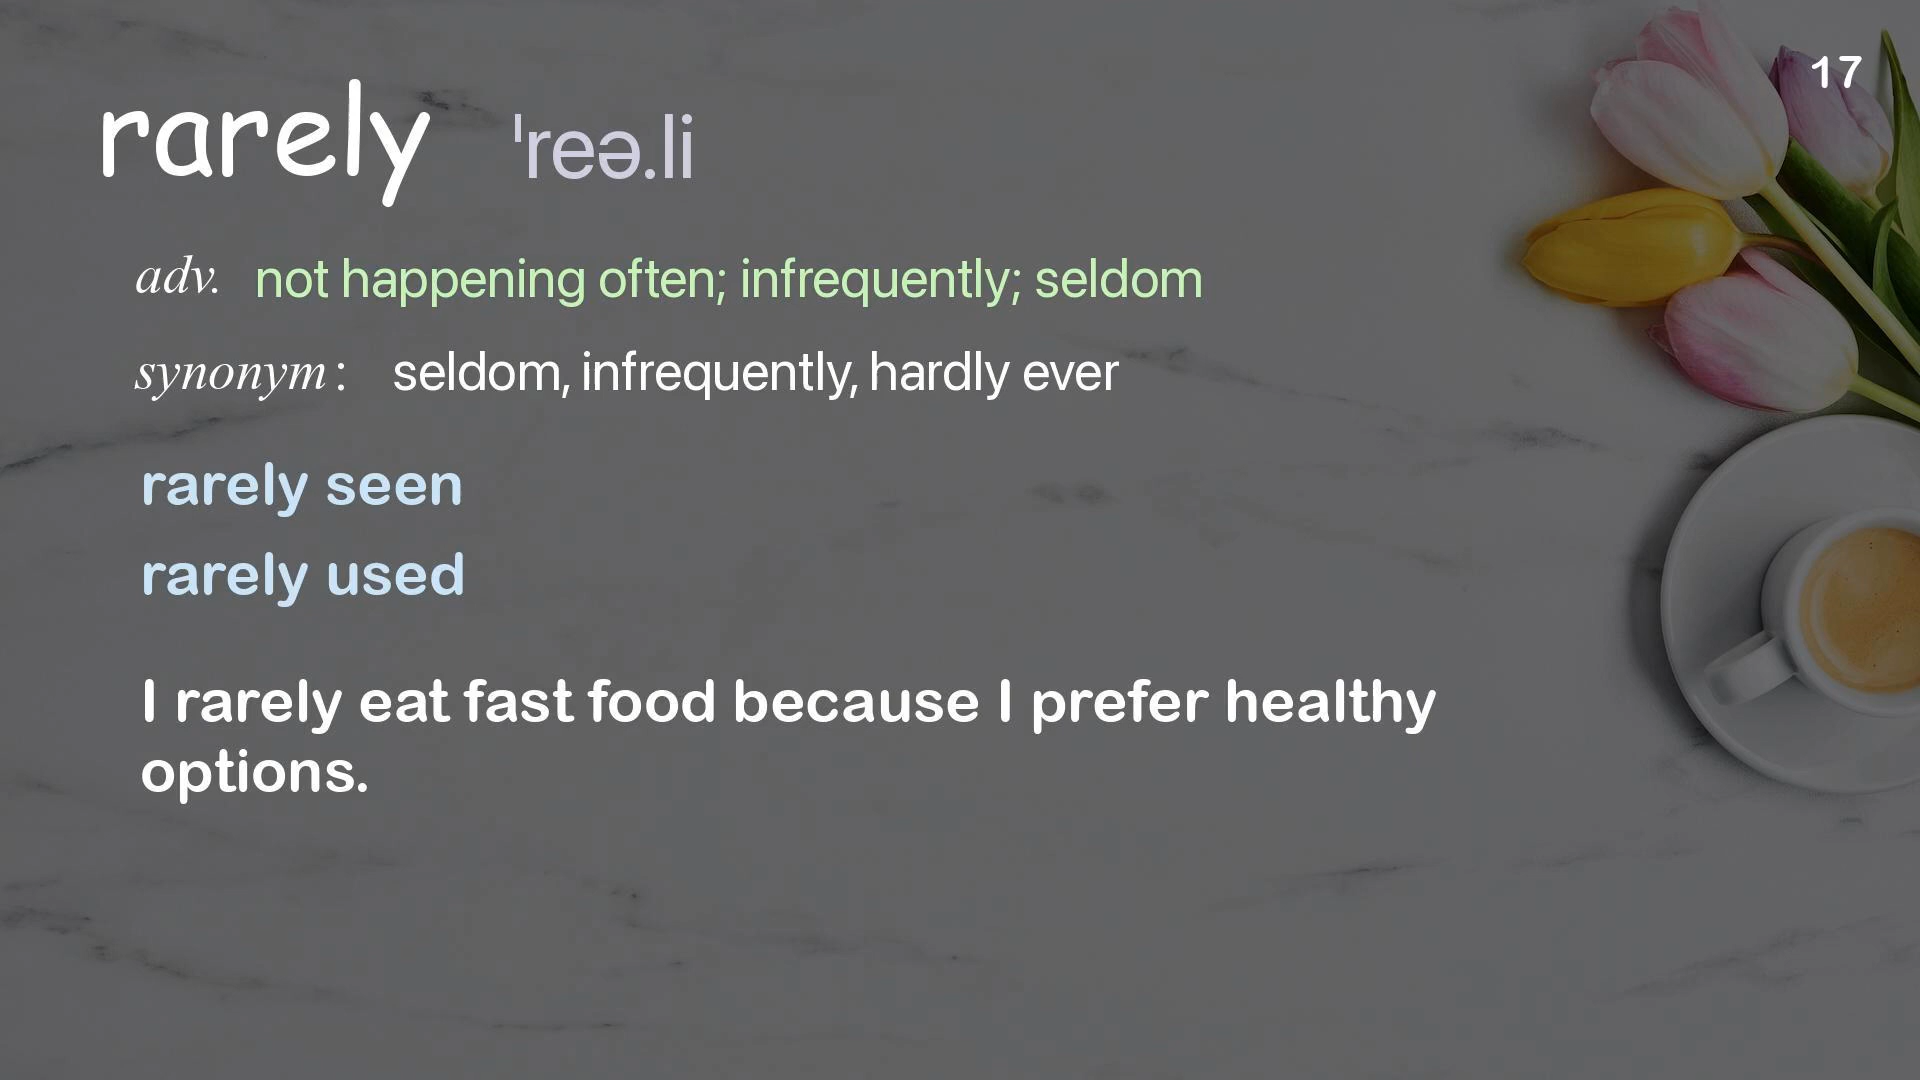 17
rarely ˈreə.li
adv. not happening often; infrequently; seldom
synonym : seldom, infrequently, hardly ever
rarely seen
rarely used
I rarely eat fast food because I prefer healthy
options.